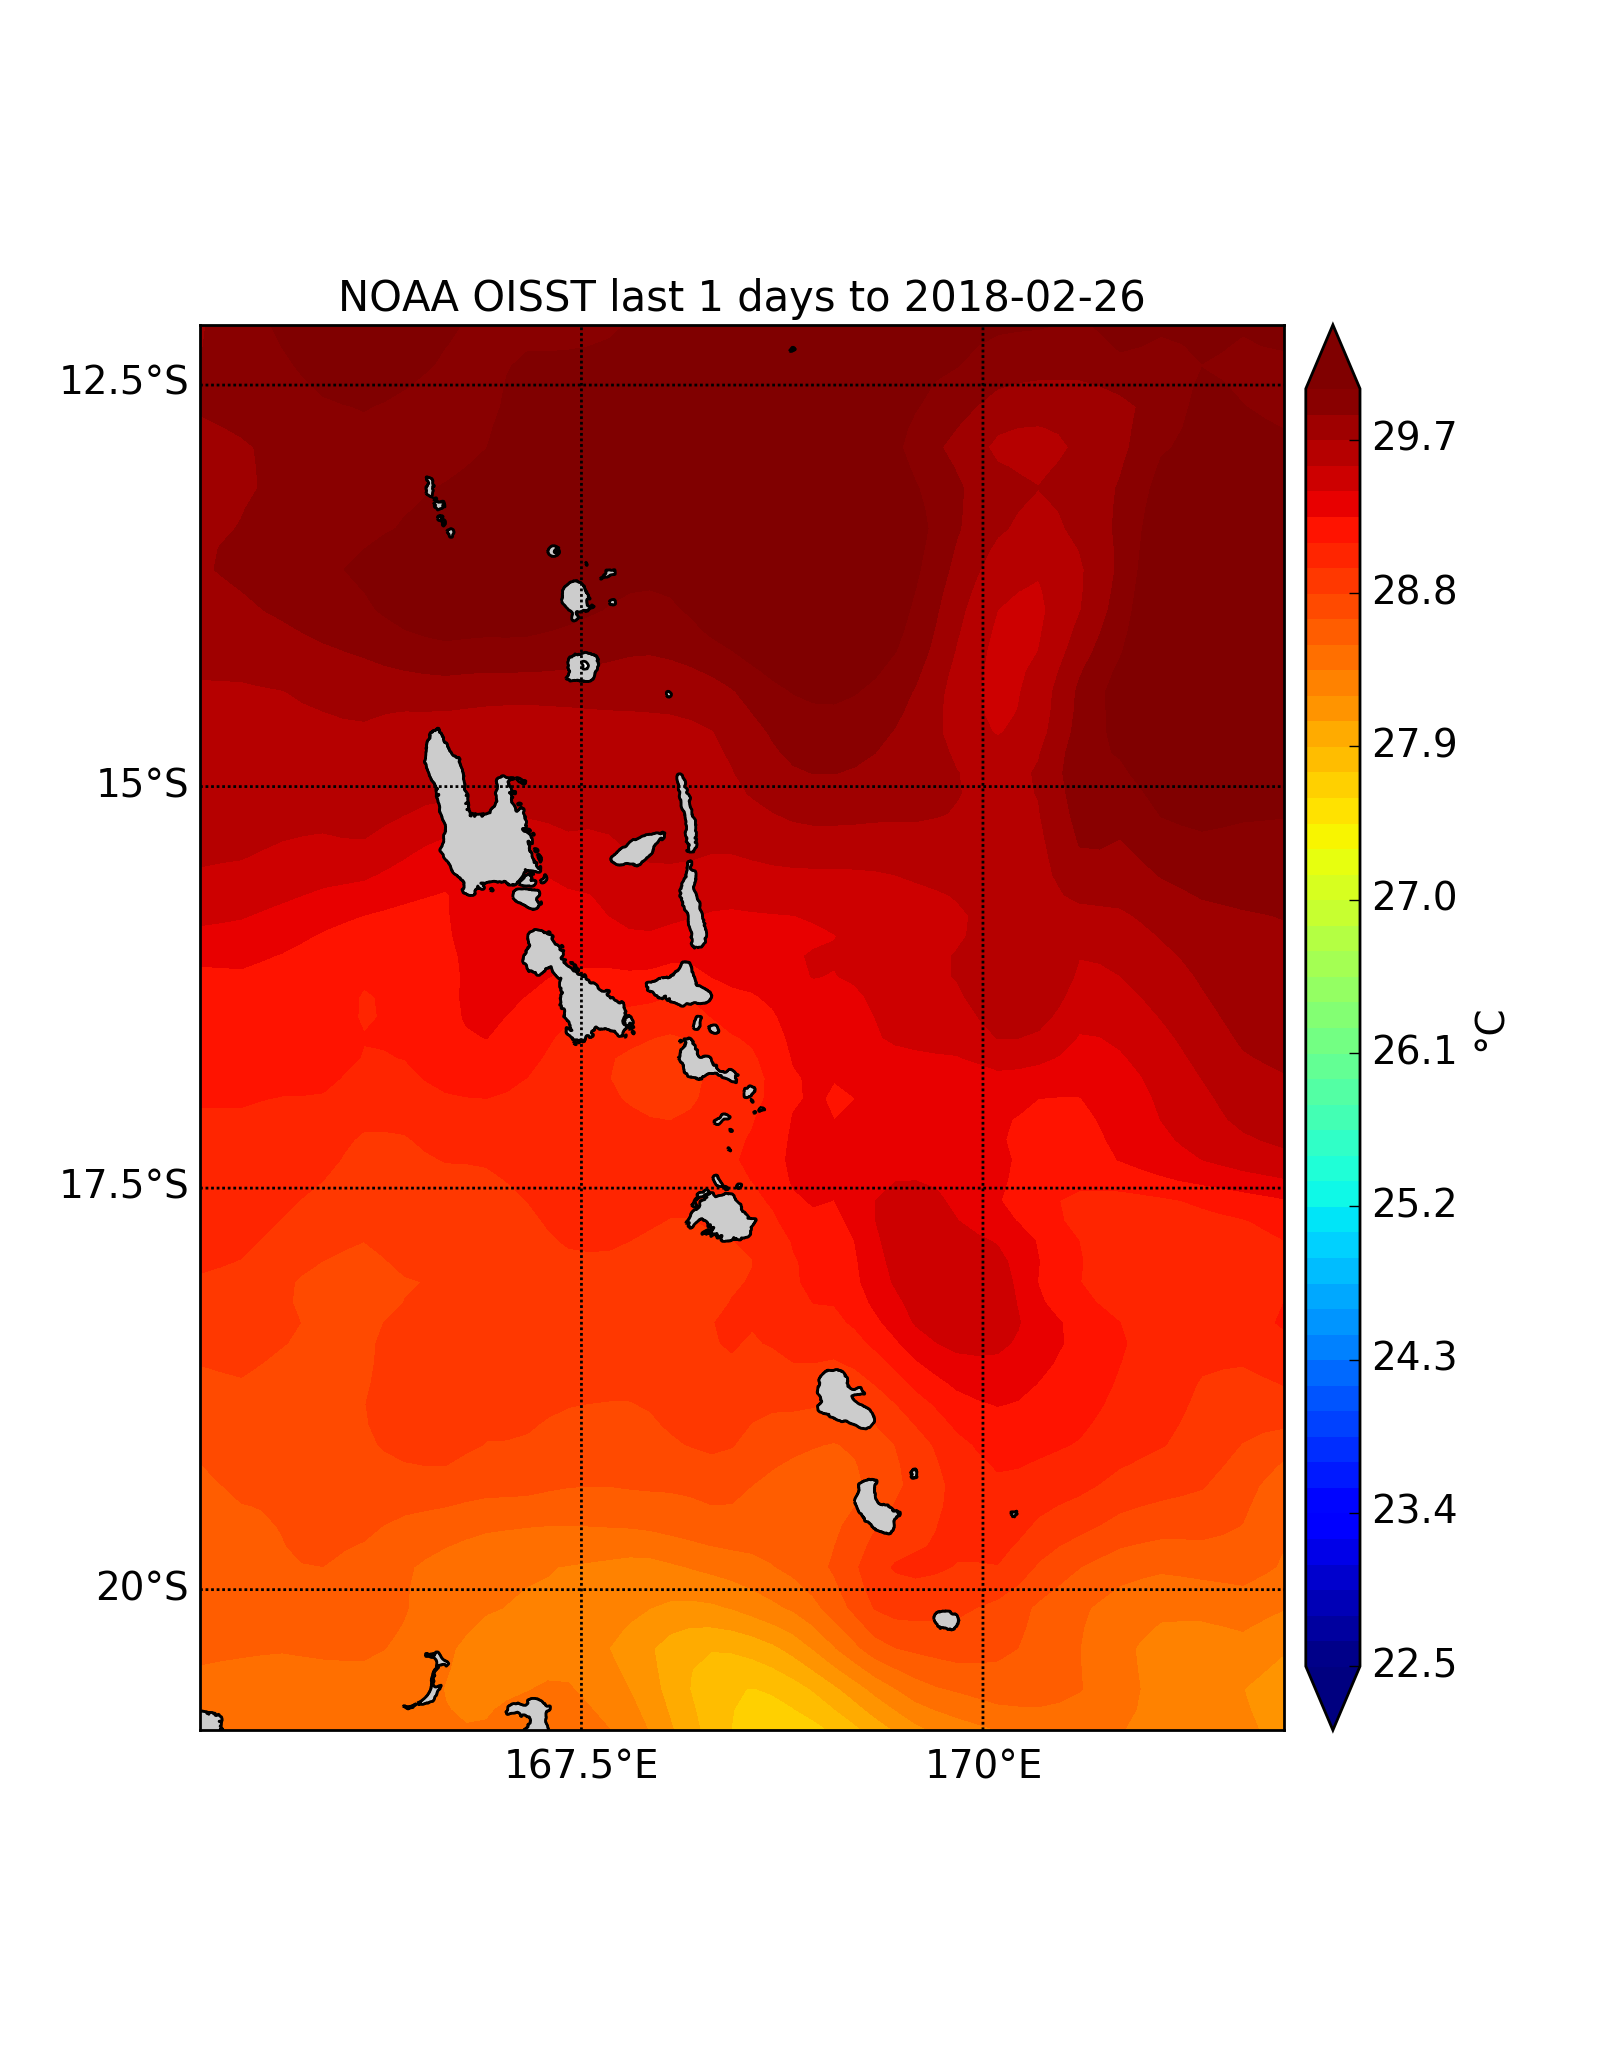 NOAA OISST last 1 days to 2018-02-26
12.5°S
15°S
17.5°S
20°S
167.5°E
170°E
29.7
28.8
27.9
27.0
26.1
25.2
24.3
23.4
22.5
°C